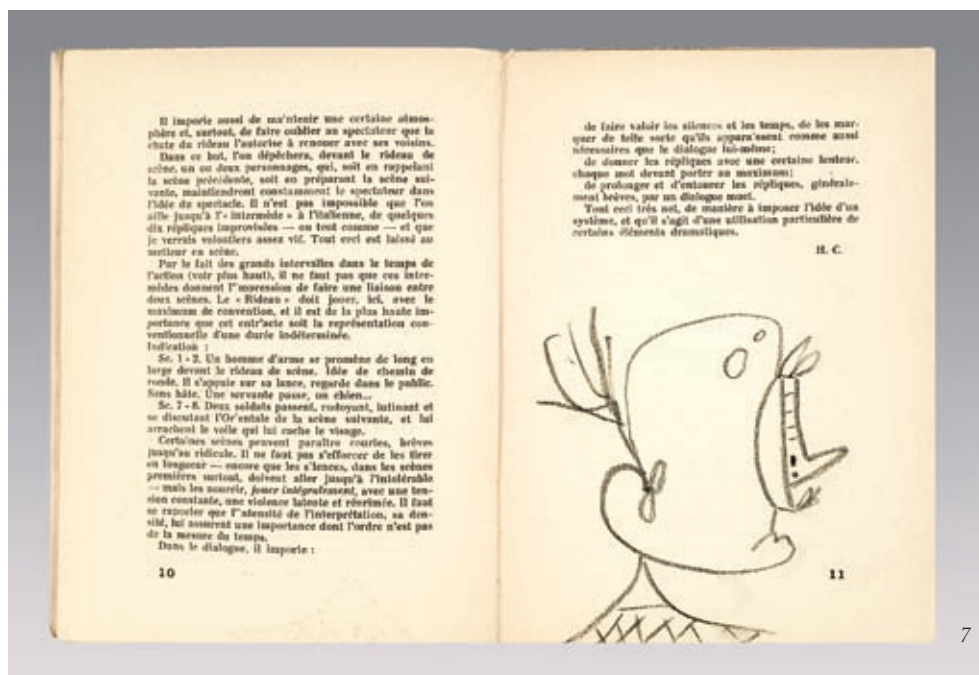 Il importe aussi de ma'ntenir une certaine atmos-
phère et, surtout, de faire oublier au spectateur que la
chute du rideau l'autorise à renouer avec ses voisins.
Dans ce but, l'on dépêchera, devant le rideau de
scène, un ou deux personnages, qui, soit en rappelant
la scène précédente, soit en préparant la scène sui-
vante, maintiendront constamment le spectateur dans
l'idée du spectacle. Il n'est pas impossible que l'on
aille jusqu'à l'« intermède » à l'italienne, de quelques
dix répliques improvisées — ou tout comme — et que
je verrais volontiers assez vif. Tout ceci est laissé au
metteur en scène.
Par le fait des grands intervalles dans le temps de
l'action (voir plus haut), il ne faut pas que ces inter-
mèdes donnent l'impression de faire une liaison entre
deux scènes. Le « Rideau » doit jouer, ici, avec le
maximum de convention, et il est de la plus haute im-
portance que cet entr'acte soit la représentation con-
ventionnelle d'une durée indéterminée.
Indication :
Sc. 1 - 2. Un homme d'arme se promène de long en
large devant le rideau de scène. Idée de chemin de
ronde. Il s'appuie sur sa lance, regarde dans le public.
Sans hâte. Une servante passe, un chien...
Sc. 7 - 8. Deux soldats passent, rudoyant, lutinant et
se discutant l'Or'entale de la scène suivante, et lui
arrachent le voile qui lui cache le visage.
Certaines scènes peuvent paraître courtes, brèves
jusqu'au ridicule. Il ne faut pas s'efforcer de les tirer
en longueur — encore que les s'lences, dans les scènes
premières surtout, doivent aller jusqu'à l'intolérable
— mais les nourrir, jouer intégralement, avec une ten-
sion constante, une violence latente et réprimée. Il faut
se rappeler que l'intensité de l'interprétation, sa den-
sité, lui assurent une importance dont l'ordre n'est pas
de la mesure du temps.
Dans le dialogue, il importe :
10
de faire valoir les silences et les temps, de les mar-
quer de telle sorte qu'ils appara'ssent comme aussi
nécessaires que le dialogue lui-même;
de donner les répliques avec une certaine lenteur,
chaque mot devant porter au maximum;
de prolonger et d'entourer les répliques, générale-
ment brèves, par un dialogue muet.
Tout ceci très net, de manière à imposer l'idée d'un
système, et qu'il s'agit d'une utilisation particulière de
certains éléments dramatiques.
H. C.
11
7